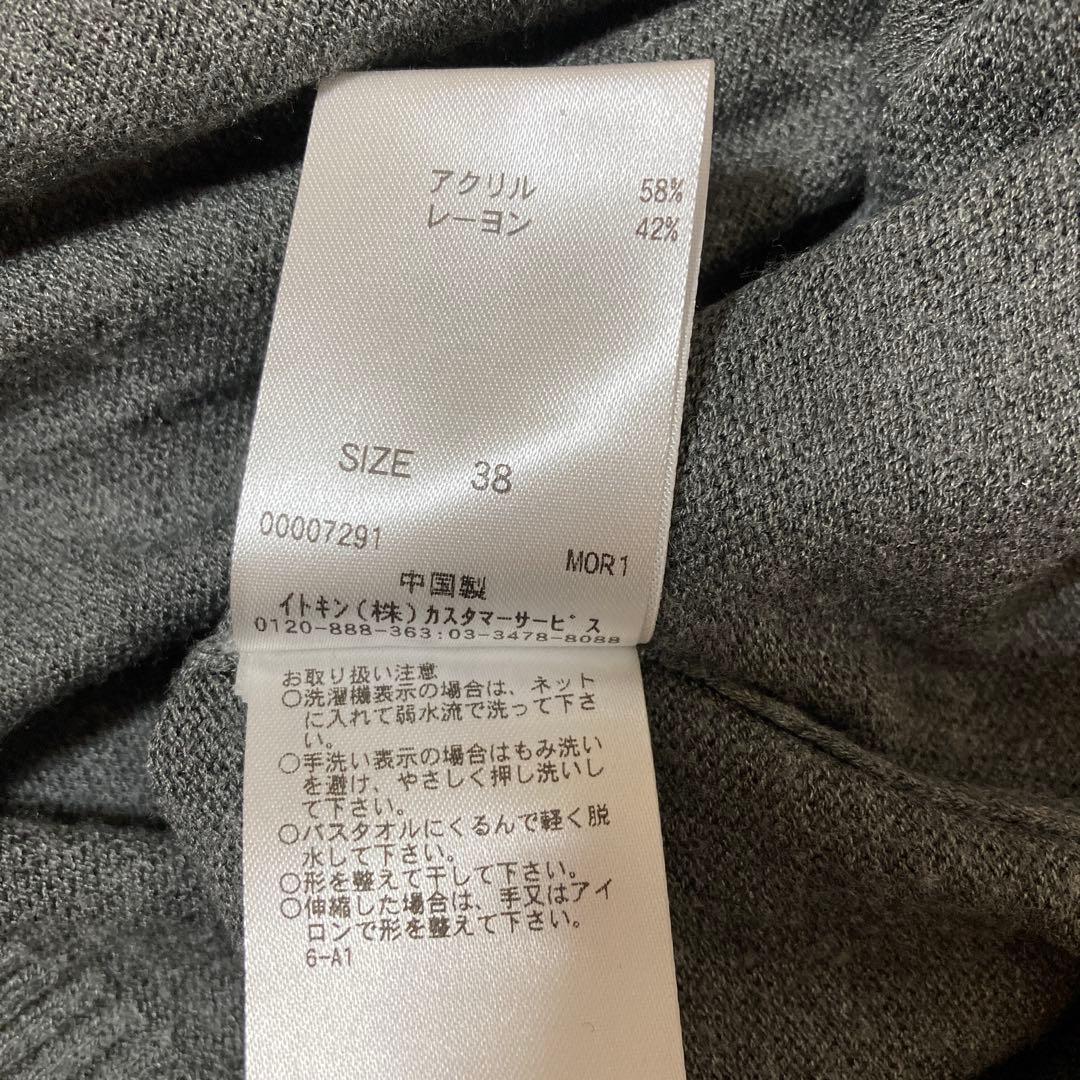 アクリル 58%
レーヨン 42%
SIZE 38
00007291
MOR1
中国製
イトキン(株)カスタマーサービス
0120-888-363:03-3478-8088
お取り扱い注意
○洗濯機表示の場合は、ネット
に入れて弱水流で洗って下さ
い。
○手洗い表示の場合はもみ洗い
を避け、やさしく押し洗いし
て下さい。
○バスタオルにくるんで軽く脱
水して下さい。
○形を整えて干して下さい。
○伸縮した場合は、手又はアイ
ロンで形を整えて下さい。
6-A1